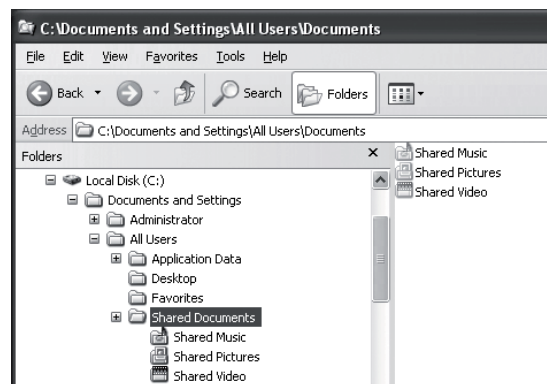 C:\Documents and Settings\All Users\Documents
File Edit View Favorites Tools Help
Back Search Folders
Address C:\Documents and Settings\All Users\Documents
Folders
Local Disk (C:)
Documents and Settings
Administrator
All Users
Application Data
Desktop
Favorites
Shared Documents
Shared Music
Shared Pictures
Shared Video
Shared Music
Shared Pictures
Shared Video